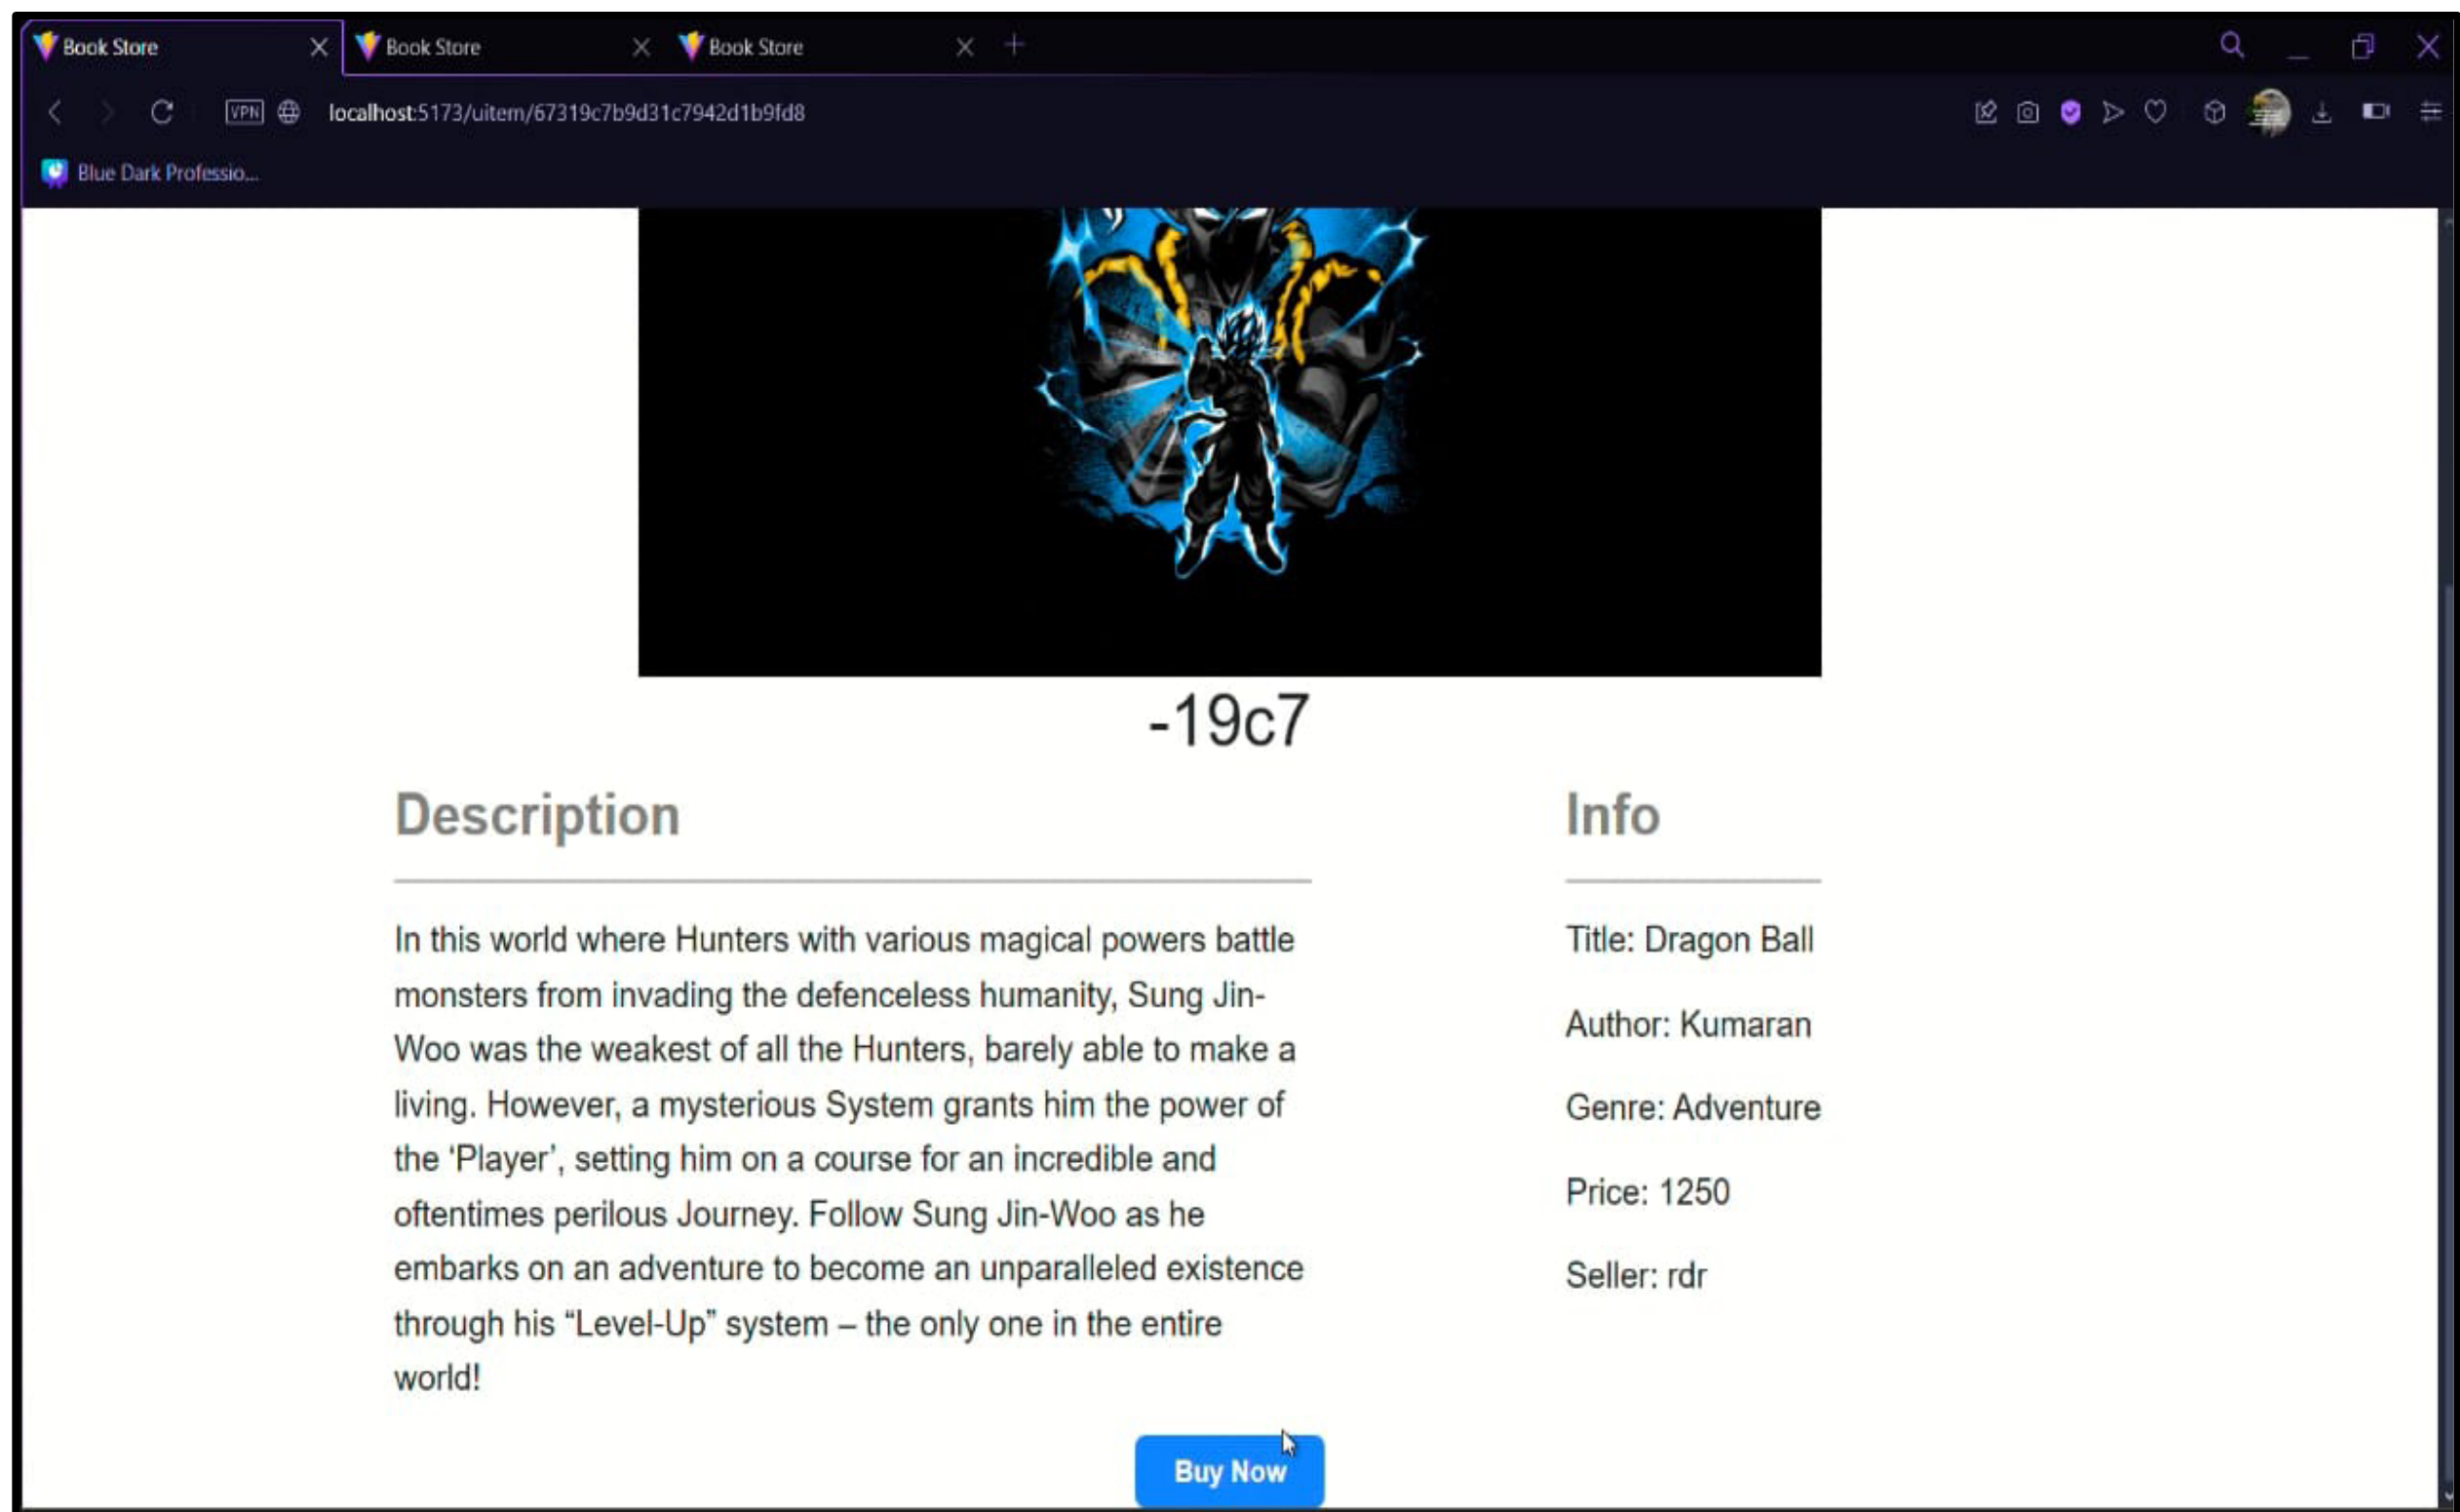 Book Store
Book Store
Book Store
VPN
localhost:5173/uitem/67319c7b9d31c7942d1b9fd8
Blue Dark Professio...
-19c7
Description
In this world where Hunters with various magical powers battle
monsters from invading the defenceless humanity, Sung Jin-
Woo was the weakest of all the Hunters, barely able to make a
living. However, a mysterious System grants him the power of
the ‘Player’, setting him on a course for an incredible and
oftentimes perilous Journey. Follow Sung Jin-Woo as he
embarks on an adventure to become an unparalleled existence
through his “Level-Up” system – the only one in the entire
world!
Info
Title: Dragon Ball
Author: Kumaran
Genre: Adventure
Price: 1250
Seller: rdr
Buy Now